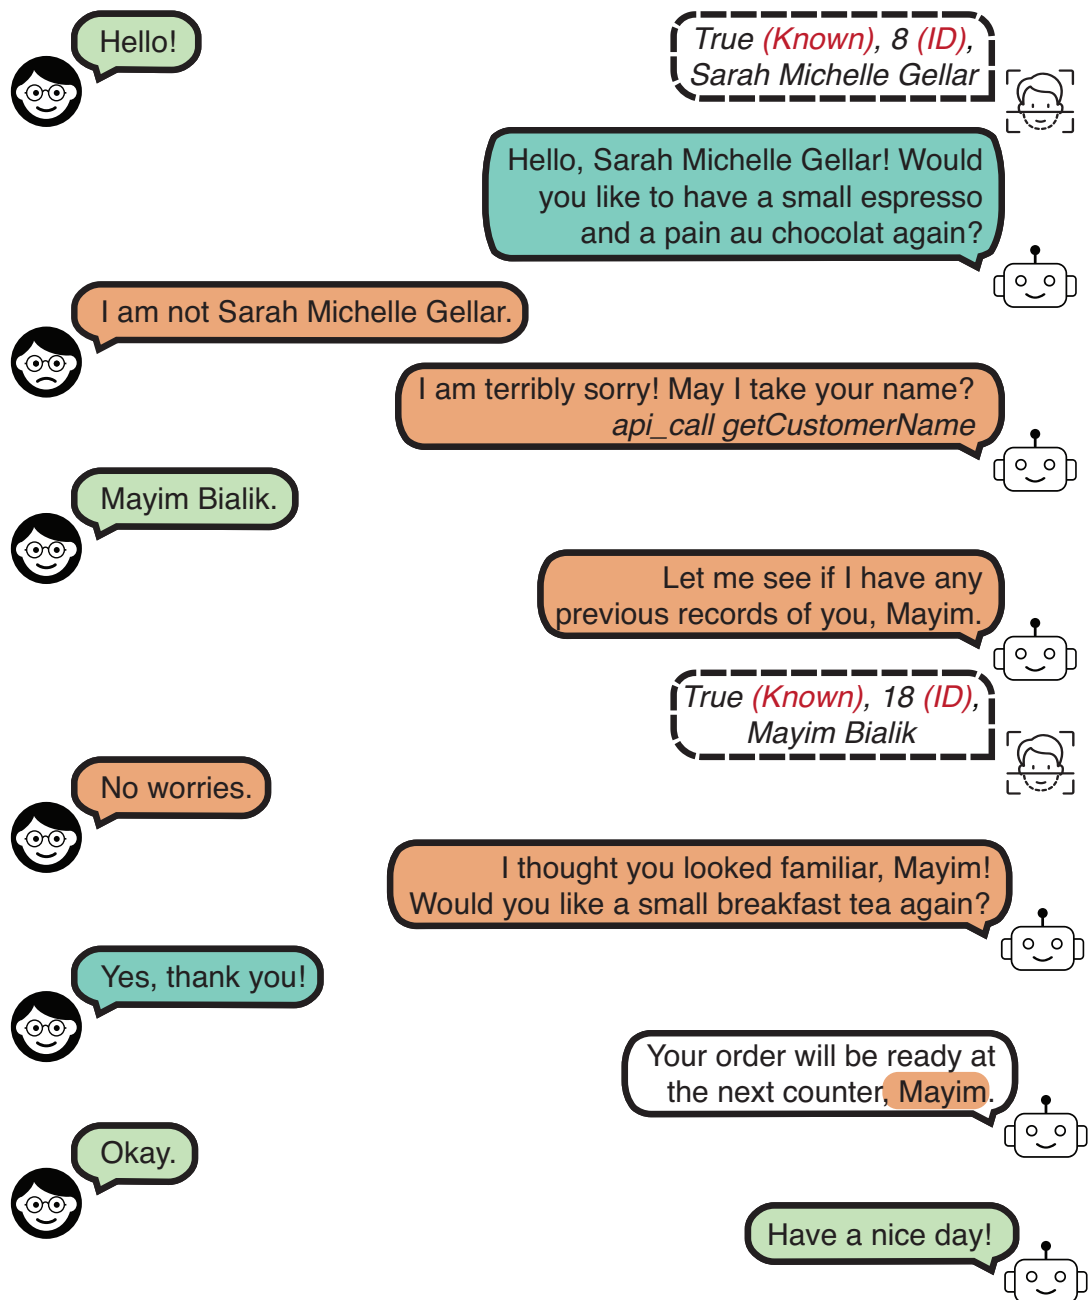 Hello!
True (Known), 8 (ID),
Sarah Michelle Gellar
Hello, Sarah Michelle Gellar! Would
you like to have a small espresso
and a pain au chocolat again?
I am not Sarah Michelle Gellar.
I am terribly sorry! May I take your name?
api_call getCustomerName
Mayim Bialik.
Let me see if I have any
previous records of you, Mayim.
True (Known), 18 (ID),
Mayim Bialik
No worries.
I thought you looked familiar, Mayim!
Would you like a small breakfast tea again?
Yes, thank you!
Your order will be ready at
the next counter, Mayim.
Okay.
Have a nice day!